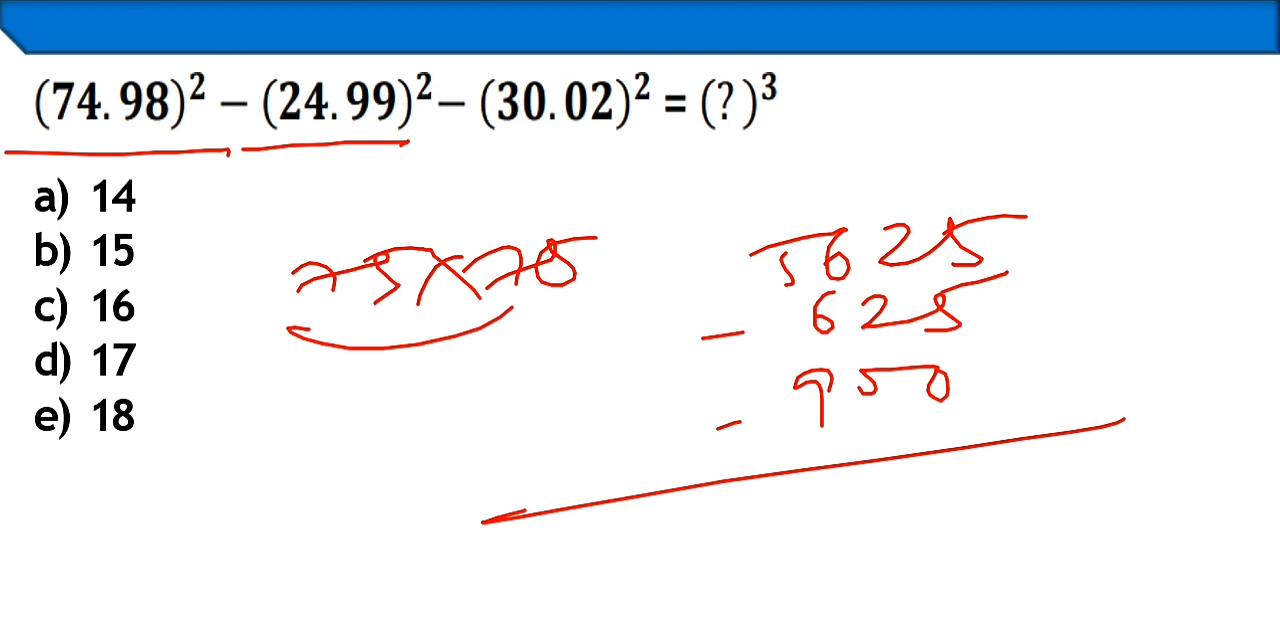 (74.98)² – (24.99)² – (30.02)² = (?)³
a) 14
b) 15
c) 16
d) 17
e) 18
75×75
5625
– 625
– 950